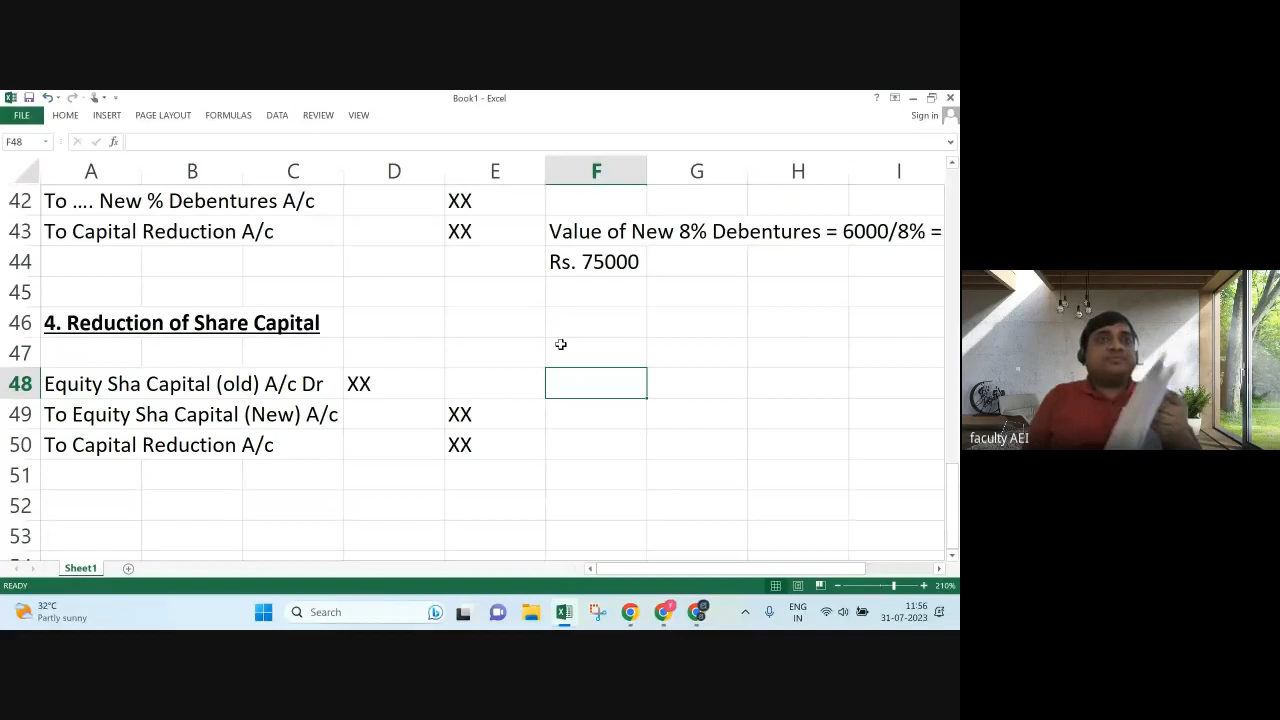 Book1 - Excel
?
FILE HOME INSERT PAGE LAYOUT FORMULAS DATA REVIEW VIEW Sign in
F48 fx
A B C D E F G H I
42 To .... New % Debentures A/c XX
43 To Capital Reduction A/c XX Value of New 8% Debentures = 6000/8% =
44 Rs. 75000
45
46 4. Reduction of Share Capital
47
48 Equity Sha Capital (old) A/c Dr XX
49 To Equity Sha Capital (New) A/c XX
50 To Capital Reduction A/c XX
51
52
53
Sheet1
READY 210%
32°C
Partly sunny
Search
ENG
IN
11:56
31-07-2023
faculty AEI